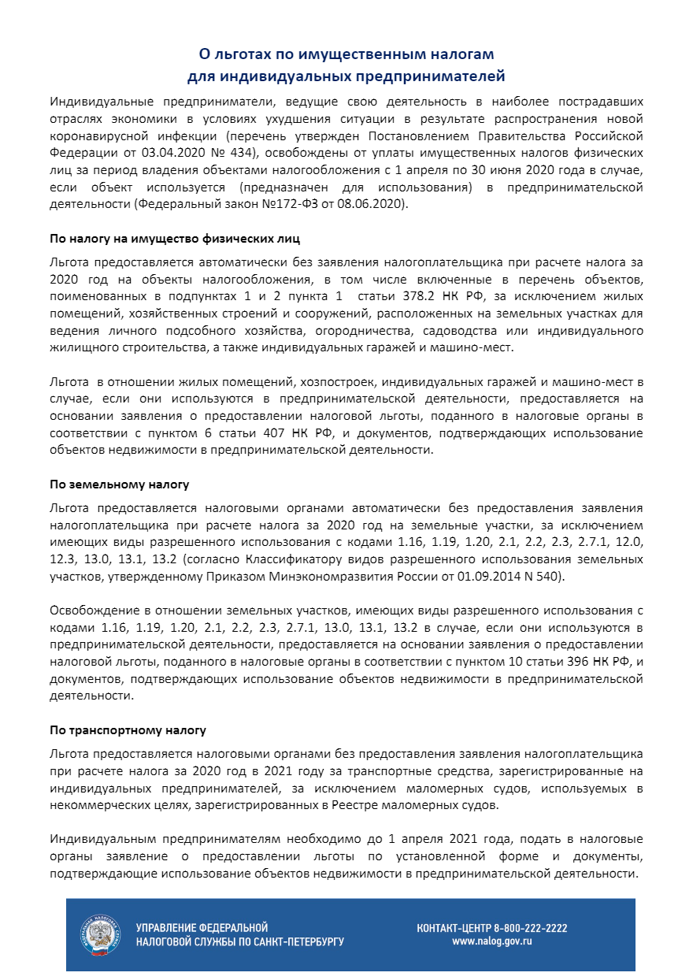 О льготах по имущественным налогам
для индивидуальных предпринимателей
Индивидуальные предприниматели, ведущие свою деятельность в наиболее пострадавших
отраслях экономики в условиях ухудшения ситуации в результате распространения новой
коронавирусной инфекции (перечень утвержден Постановлением Правительства Российской
Федерации от 03.04.2020 № 434), освобождены от уплаты имущественных налогов физических
лиц за период владения объектами налогообложения с 1 апреля по 30 июня 2020 года в случае,
если объект используется (предназначен для использования) в предпринимательской
деятельности (Федеральный закон №172-ФЗ от 08.06.2020).
По налогу на имущество физических лиц
Льгота предоставляется автоматически без заявления налогоплательщика при расчете налога за
2020 год на объекты налогообложения, в том числе включенные в перечень объектов,
поименованных в подпунктах 1 и 2 пункта 1 статьи 378.2 НК РФ, за исключением жилых
помещений, хозяйственных строений и сооружений, расположенных на земельных участках для
ведения личного подсобного хозяйства, огородничества, садоводства или индивидуального
жилищного строительства, а также индивидуальных гаражей и машино-мест.
Льгота в отношении жилых помещений, хозпостроек, индивидуальных гаражей и машино-мест в
случае, если они используются в предпринимательской деятельности, предоставляется на
основании заявления о предоставлении налоговой льготы, поданного в налоговые органы в
соответствии с пунктом 6 статьи 407 НК РФ, и документов, подтверждающих использование
объектов недвижимости в предпринимательской деятельности.
По земельному налогу
Льгота предоставляется налоговыми органами автоматически без предоставления заявления
налогоплательщика при расчете налога за 2020 год на земельные участки, за исключением
имеющих виды разрешенного использования с кодами 1.16, 1.19, 1.20, 2.1, 2.2, 2.3, 2.7.1, 12.0,
12.3, 13.0, 13.1, 13.2 (согласно Классификатору видов разрешенного использования земельных
участков, утвержденному Приказом Минэкономразвития России от 01.09.2014 N 540).
Освобождение в отношении земельных участков, имеющих виды разрешенного использования с
кодами 1.16, 1.19, 1.20, 2.1, 2.2, 2.3, 2.7.1, 13.0, 13.1, 13.2 в случае, если они используются в
предпринимательской деятельности, предоставляется на основании заявления о предоставлении
налоговой льготы, поданного в налоговые органы в соответствии с пунктом 10 статьи 396 НК РФ, и
документов, подтверждающих использование объектов недвижимости в предпринимательской
деятельности.
По транспортному налогу
Льгота предоставляется налоговыми органами без предоставления заявления налогоплательщика
при расчете налога за 2020 год в 2021 году за транспортные средства, зарегистрированные на
индивидуальных предпринимателей, за исключением маломерных судов, используемых в
некоммерческих целях, зарегистрированных в Реестре маломерных судов.
Индивидуальным предпринимателям необходимо до 1 апреля 2021 года, подать в налоговые
органы заявление о предоставлении льготы по установленной форме и документы,
подтверждающие использование объектов недвижимости в предпринимательской деятельности.
УПРАВЛЕНИЕ ФЕДЕРАЛЬНОЙ
НАЛОГОВОЙ СЛУЖБЫ ПО САНКТ-ПЕТЕРБУРГУ
КОНТАКТ-ЦЕНТР 8-800-222-2222
www.nalog.gov.ru